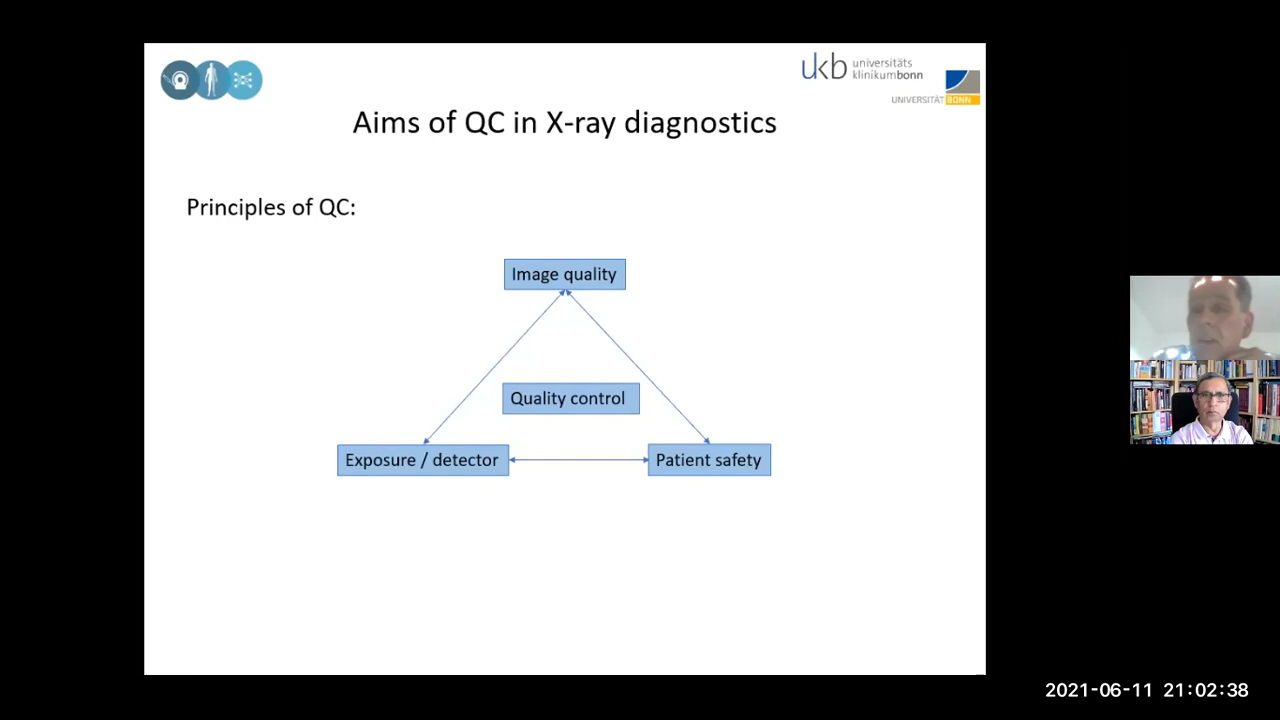 ukb universitäts
klinikumbonn
UNIVERSITÄT BONN
Aims of QC in X-ray diagnostics
Principles of QC:
Image quality
Quality control
Exposure / detector
Patient safety
2021-06-11 21:02:38